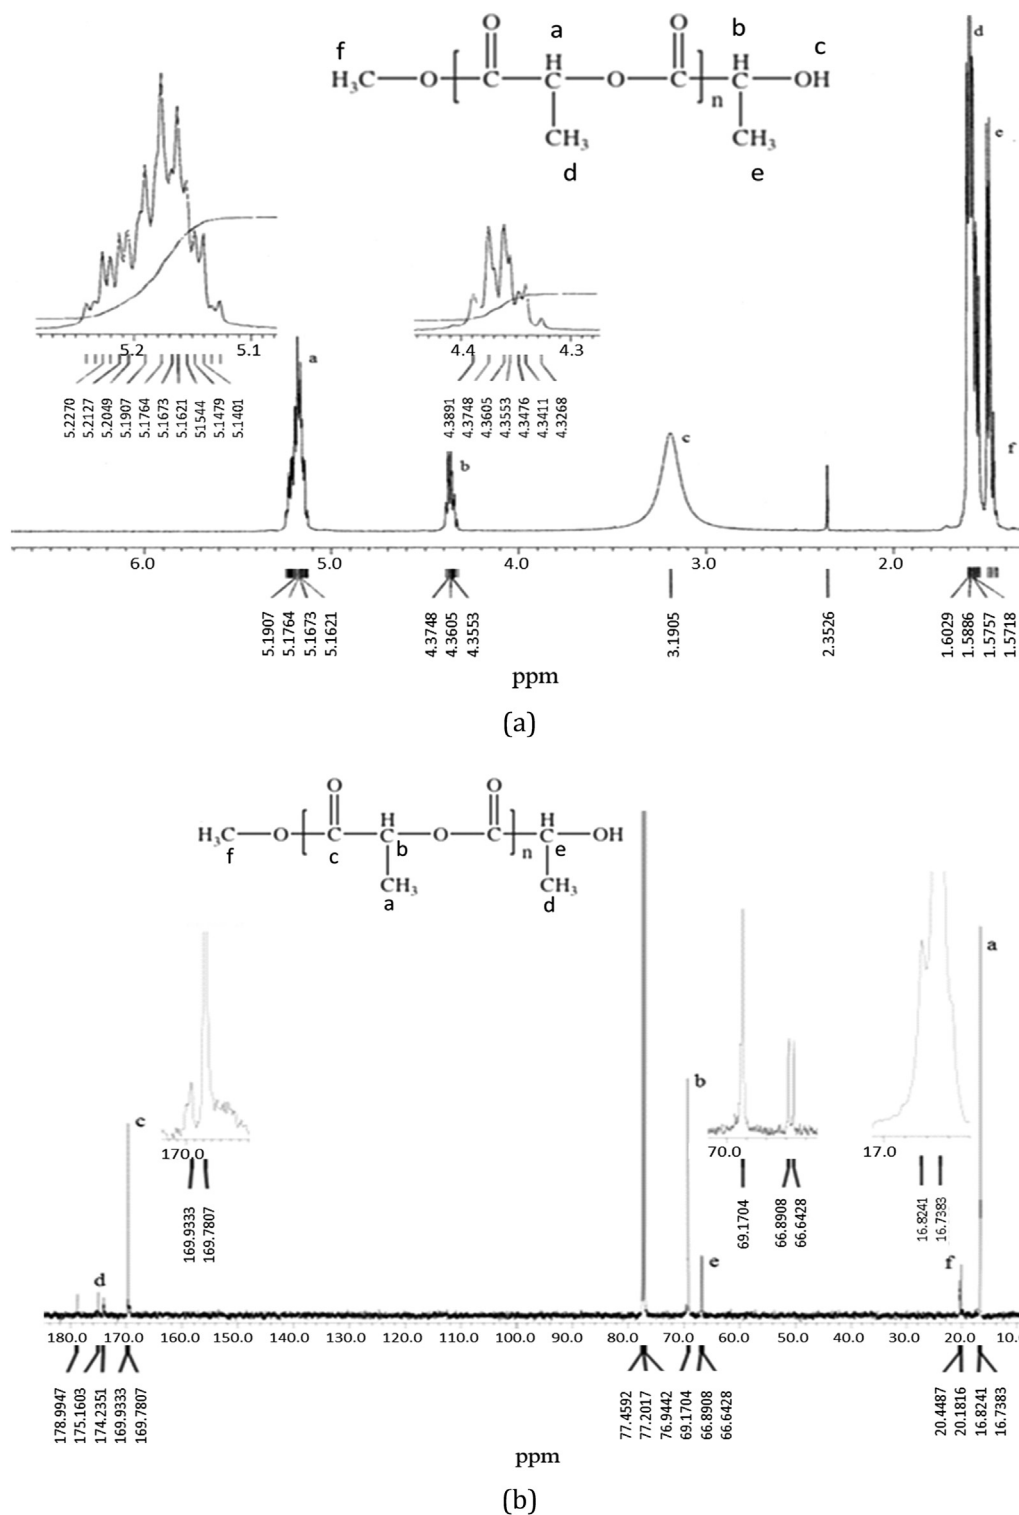 O O
f a b c
H H
H₃C O C C O C C OH
n
CH₃ CH₃
d e
d
e
5.2 5.1
5.2270
5.2127
5.2049
5.1907
5.1764
5.1673
5.1621
51544
5.1479
5.1401
4.4 4.3
4.3891
4.3748
4.3605
4.3553
4.3476
4.3411
4.3268
a
b
c
f
6.0 5.0 4.0 3.0 2.0
5.1907
5.1764
5.1673
5.1621
4.3748
4.3605
4.3553
3.1905
2.3526
1.6029
1.5886
1.5757
1.5718
ppm
(a)
O O
H H
H₃C O C C O C C OH
f c b n e
CH₃ CH₃
a d
a
b
c
170.0
169.9333
169.7807
70.0
69.1704
66.8908
66.6428
17.0
16.8241
16.7383
d
e
f
180.0 170.0 160.0 150.0 140.0 130.0 120.0 110.0 100.0 90.0 80.0 70.0 60.0 50.0 40.0 30.0 20.0 10.0
178.9947
175.1603
174.2351
169.9333
169.7807
77.4592
77.2017
76.9442
69.1704
66.8908
66.6428
20.4487
20.1816
16.8241
16.7383
ppm
(b)